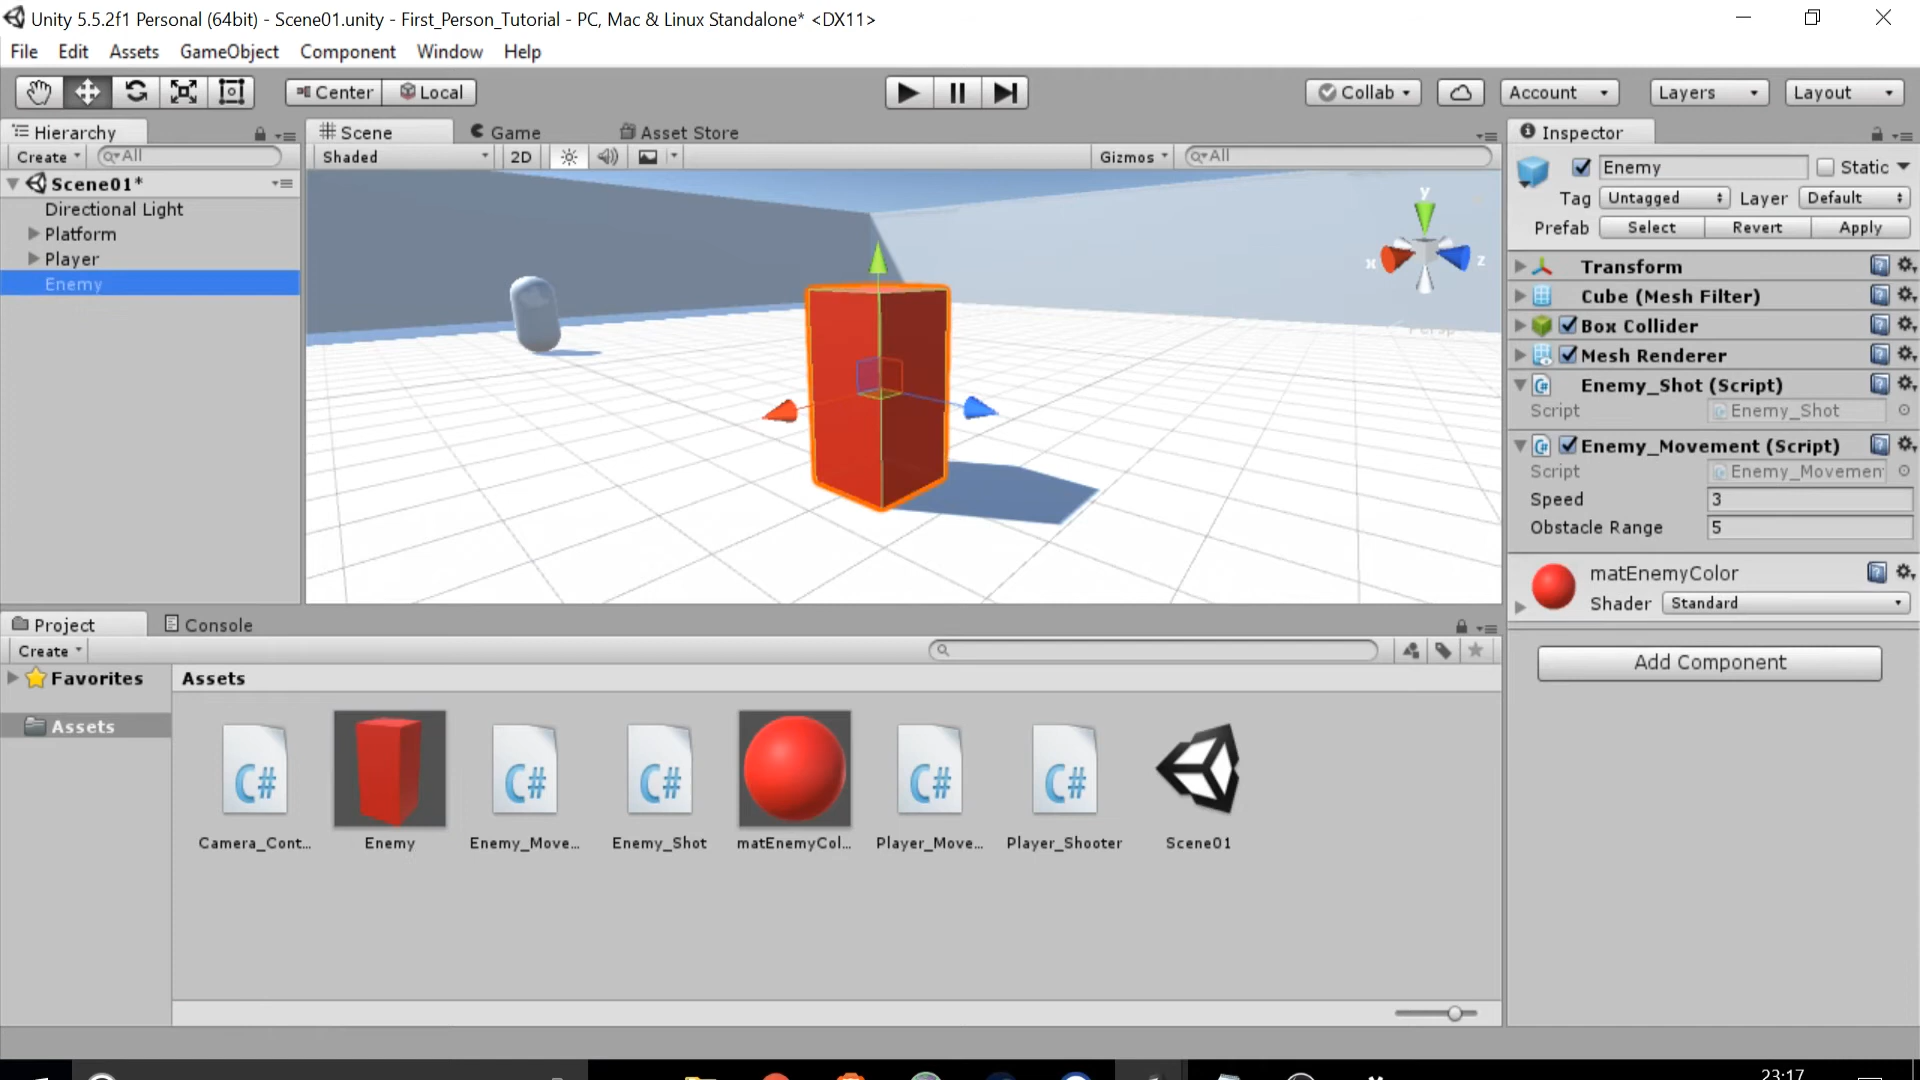 Unity 5.5.2f1 Personal (64bit) - Scene01.unity - First_Person_Tutorial - PC, Mac & Linux Standalone* <DX11>
File Edit Assets GameObject Component Window Help
Center Local Collab Account Layers Layout
Hierarchy
Create All
Scene01*
Directional Light
Platform
Player
Enemy
Scene Game Asset Store
Shaded 2D Gizmos All
y
x z
Persp
Inspector
Enemy Static
Tag Untagged Layer Default
Prefab Select Revert Apply
Transform
Cube (Mesh Filter)
Box Collider
Mesh Renderer
Enemy_Shot (Script)
Script Enemy_Shot
Enemy_Movement (Script)
Script Enemy_Movemen
Speed 3
Obstacle Range 5
matEnemyColor
Shader Standard
Add Component
Project Console
Create
Favorites
Assets
Assets
C# C# C# C# C#
Camera_Cont... Enemy Enemy_Move... Enemy_Shot matEnemyCol... Player_Move... Player_Shooter Scene01
23:17